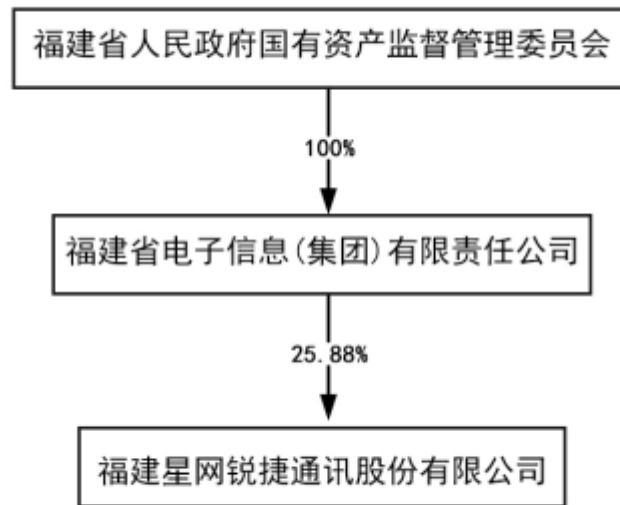 福建省人民政府国有资产监督管理委员会
100%
福建省电子信息(集团)有限责任公司
25.88%
福建星网锐捷通讯股份有限公司